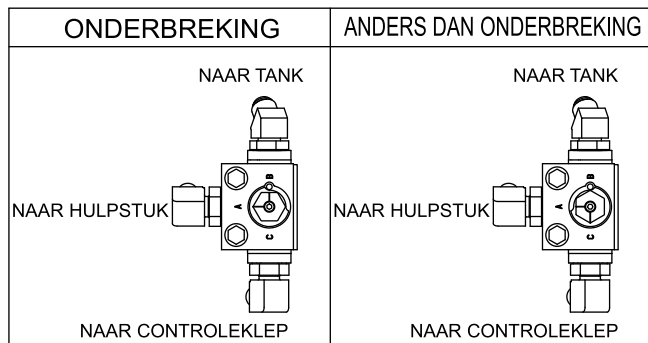 ONDERBREKING
NAAR TANK
B
A
NAAR HULPSTUK
C
NAAR CONTROLEKLEP
ANDERS DAN ONDERBREKING
NAAR TANK
B
A
NAAR HULPSTUK
C
NAAR CONTROLEKLEP